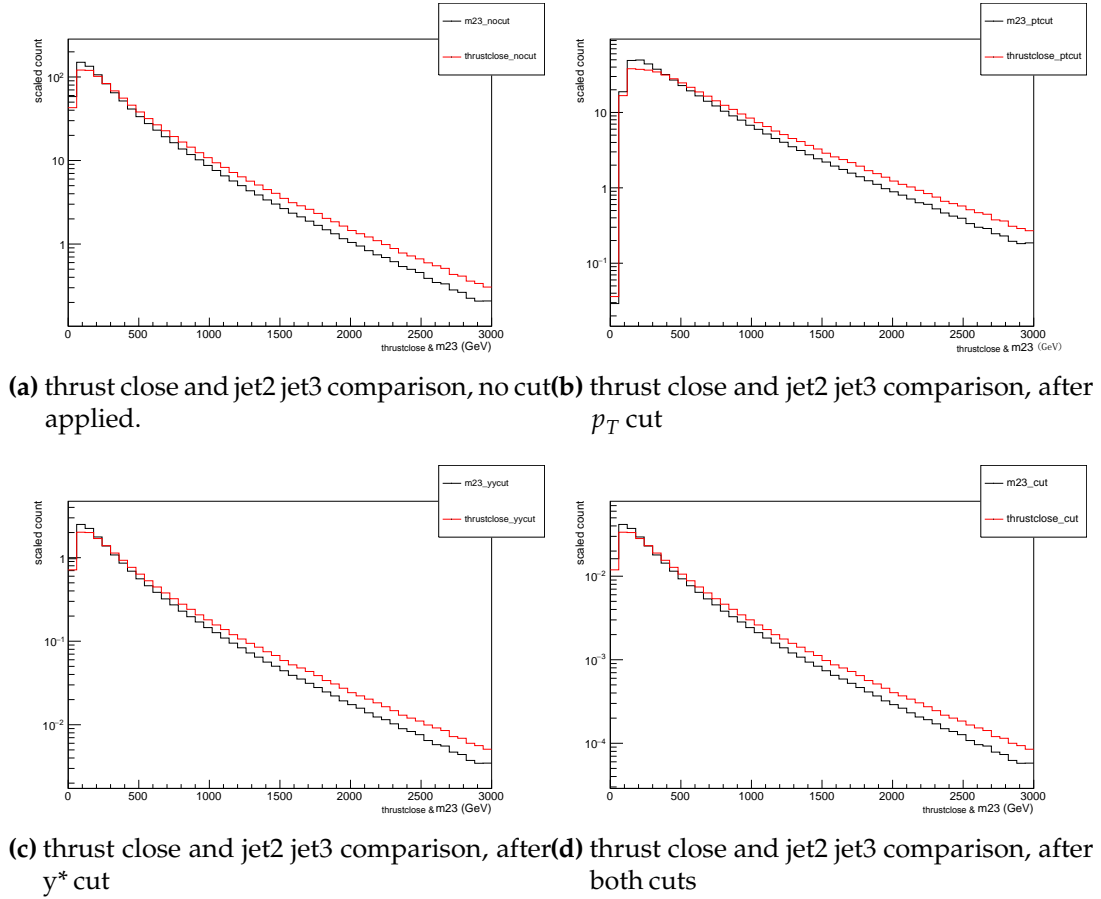 m23_nocut
thrustclose_nocut
scaled count
10²
10
1
0 500 1000 1500 2000 2500 3000
thrustclose & m23 (GeV)
m23_ptcut
thrustclose_ptcut
scaled count
10
1
10⁻¹
0 500 1000 1500 2000 2500 3000
thrustclose & m23 (GeV)
(a) thrust close and jet2 jet3 comparison, no cut
applied.
(b) thrust close and jet2 jet3 comparison, after
p_T cut
m23_yycut
thrustclose_yycut
scaled count
1
10⁻¹
10⁻²
0 500 1000 1500 2000 2500 3000
thrustclose & m23 (GeV)
m23_cut
thrustclose_cut
scaled count
10⁻²
10⁻³
10⁻⁴
0 500 1000 1500 2000 2500 3000
thrustclose & m23 (GeV)
(c) thrust close and jet2 jet3 comparison, after
y* cut
(d) thrust close and jet2 jet3 comparison, after
both cuts